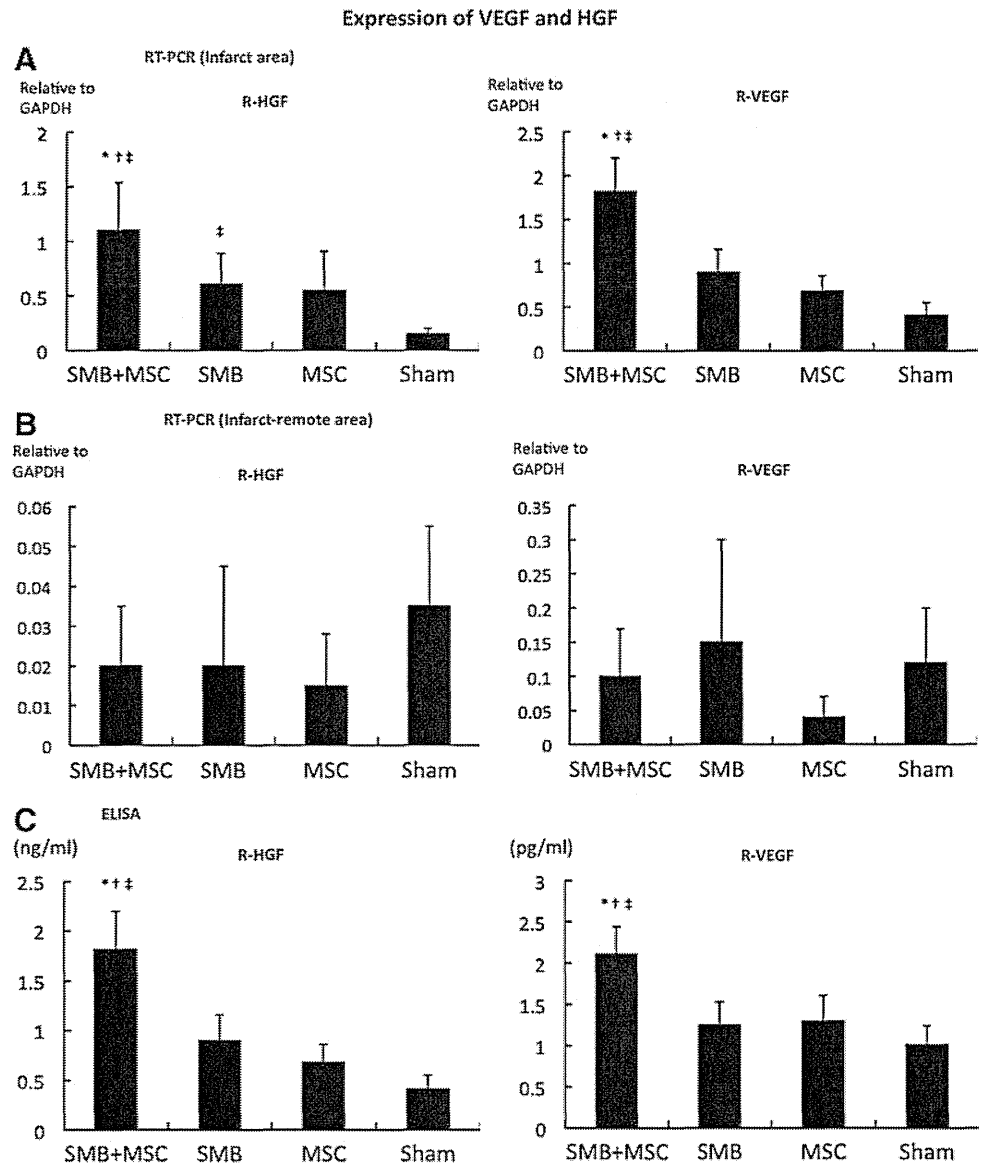 Expression of VEGF and HGF
A
RT-PCR (Infarct area)
Relative to
GAPDH
R-HGF
2
1.5
1
0.5
0
* † ‡
‡
SMB+MSC SMB MSC Sham
Relative to
GAPDH
R-VEGF
2.5
2
1.5
1
0.5
0
* † ‡
SMB+MSC SMB MSC Sham
B
RT-PCR (Infarct-remote area)
Relative to
GAPDH
R-HGF
0.06
0.05
0.04
0.03
0.02
0.01
0
SMB+MSC SMB MSC Sham
Relative to
GAPDH
R-VEGF
0.35
0.3
0.25
0.2
0.15
0.1
0.05
0
SMB+MSC SMB MSC Sham
C
ELISA
(ng/ml)
R-HGF
2.5
2
1.5
1
0.5
0
* † ‡
SMB+MSC SMB MSC Sham
(pg/ml)
R-VEGF
3
2.5
2
1.5
1
0.5
0
* † ‡
SMB+MSC SMB MSC Sham